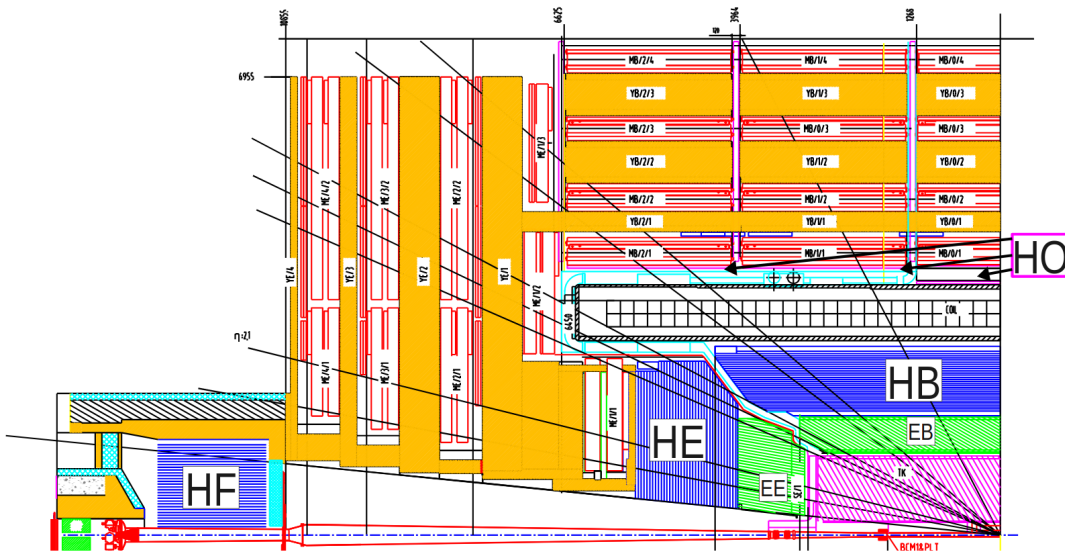 10855
6625
3964
1268
120
6955
MB/2/4
MB/1/4
MB/0/4
YB/2/3
YB/1/3
YB/0/3
MB/2/3
MB/0/3
MB/0/3
YB/2/2
YB/1/2
YB/0/2
MB/2/2
MB/1/2
MB/0/2
YB/2/1
YB/1/1
YB/0/1
MB/2/1
MB/1/1
MB/0/1
HO
ME/1/3
ME/4/2
ME/3/2
ME/2/2
YE/4
YE/3
YE/2
YE/1
ME/1/2
6450
COIL
η:2,1
ME/4/1
ME/3/1
ME/2/1
ME/1/1
HB
HE
EB
TK
HF
EE
SE/1
BCM1&PLT